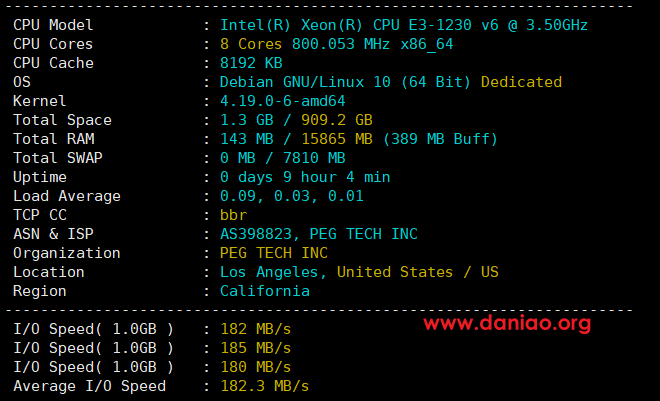 CPU Model : Intel(R) Xeon(R) CPU E3-1230 v6 @ 3.50GHz
CPU Cores : 8 Cores 800.053 MHz x86_64
CPU Cache : 8192 KB
OS : Debian GNU/Linux 10 (64 Bit) Dedicated
Kernel : 4.19.0-6-amd64
Total Space : 1.3 GB / 909.2 GB
Total RAM : 143 MB / 15865 MB (389 MB Buff)
Total SWAP : 0 MB / 7810 MB
Uptime : 0 days 9 hour 4 min
Load Average : 0.09, 0.03, 0.01
TCP CC : bbr
ASN & ISP : AS398823, PEG TECH INC
Organization : PEG TECH INC
Location : Los Angeles, United States / US
Region : California
I/O Speed( 1.0GB ) : 182 MB/s
www.daniao.org
I/O Speed( 1.0GB ) : 185 MB/s
I/O Speed( 1.0GB ) : 180 MB/s
Average I/O Speed : 182.3 MB/s